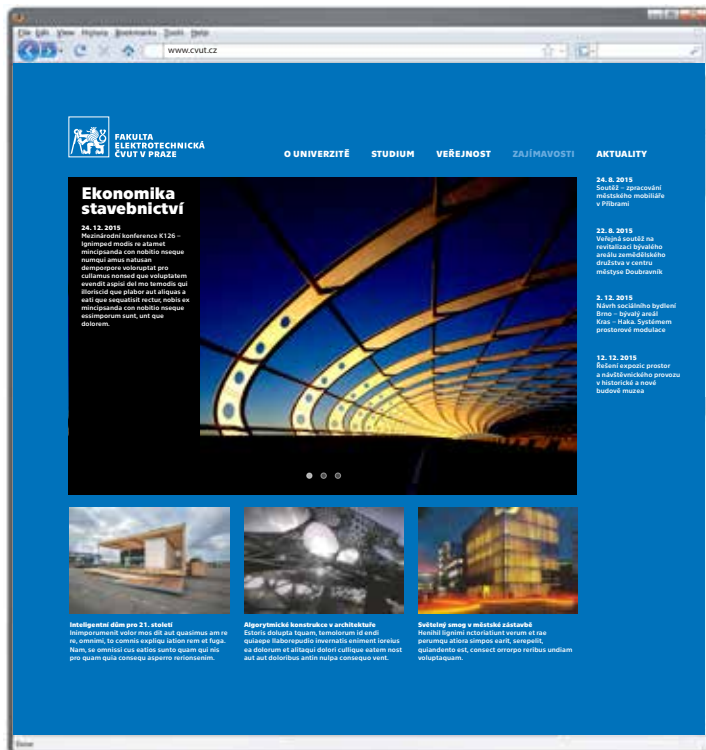 File Edit View History Bookmarks Tools Help
www.cvut.cz
FAKULTA
ELEKTROTECHNICKÁ
ČVUT V PRAZE
O UNIVERZITĚ STUDIUM VEŘEJNOST ZAJÍMAVOSTI AKTUALITY
Ekonomika
stavebnictví
24. 12. 2015
Mezinárodní konference K126 –
Ignimped modis re atamet
mincipsanda con nobitio nseque
numqui amus natusan
demporpore voloruptat pro
cullamus nonsed que voluptatem
evendit aspisi del mo temodis qui
illoriscid que plabor aut aliquas a
eati que sequatisit rectur, nobis ex
mincipsanda con nobitio nseque
essimporum sunt, unt que
dolorem.
24. 8. 2015
Soutěž – zpracování
městského mobiliáře
v Příbrami
22. 8. 2015
Veřejná soutěž na
revitalizaci bývalého
areálu zemědělského
družstva v centru
městyse Doubravník
2. 12. 2015
Návrh sociálního bydlení
Brno – bývalý areál
Kras – Haka. Systémem
prostorové modulace
12. 12. 2015
Řešení expozic prostor
a návštěvnického provozu
v historické a nové
budově muzea
Inteligentní dům pro 21. století
Inimporumenit volor mos dit aut quasimus am re
re, omnimi, to comnis expliqu iation rem et fuga.
Nam, se omnissi cus eatios sunto quam qui nis
pro quam quia consequ asperro rerionsenim.
Algorytmické konstrukce v architektuře
Estoris dolupta tquam, temolorum id endi
quiaepe llaborepudio invernatis eniment ioreius
ea dolorum et alitaqui dolori cullique eatem nost
aut aut doloribus antin nulpa consequo vent.
Světelný smog v městské zástavbě
Henihil ignimi nctoriatiunt verum et rae
perumqu atiora simpos earit, serepelit,
quiandento est, consect orrorpo reribus undiam
voluptaquam.
Done